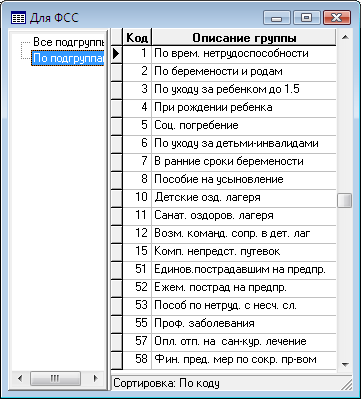 Для ФСС
Все подгруппы
По подгруппам
Код Описание группы
1 По врем. нетрудоспособности
2 По беремености и родам
3 По уходу за ребенком до 1.5
4 При рождении ребенка
5 Соц. погребение
6 По уходу за детьми-инвалидами
7 В ранние сроки беремености
8 Пособие на усыновление
10 Детские озд. лагеря
11 Санат. оздоров. лагеря
12 Возм. команд. сопр. в дет. лаг
15 Комп. непредст. путевок
51 Единов.пострадавшим на предпр.
52 Ежем. пострад на предпр.
53 Пособ по нетруд. с несч. сл.
55 Проф. заболевания
57 Опл. отп. на сан-кур. лечение
58 Фин. пред. мер по сокр. пр-вом
Сортировка: По коду